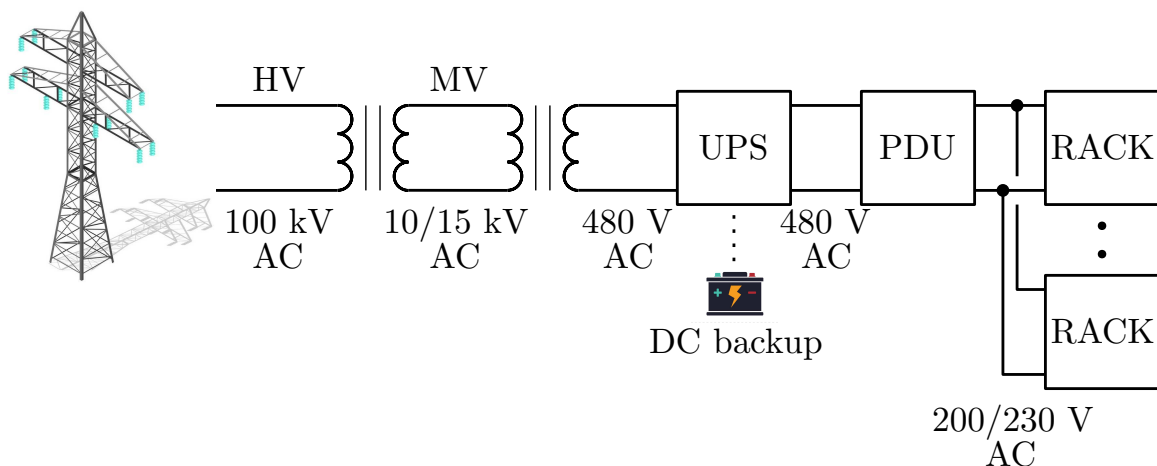 HV
MV
UPS
PDU
RACK
100 kV
AC
10/15 kV
AC
480 V
AC
480 V
AC
DC backup
RACK
200/230 V
AC